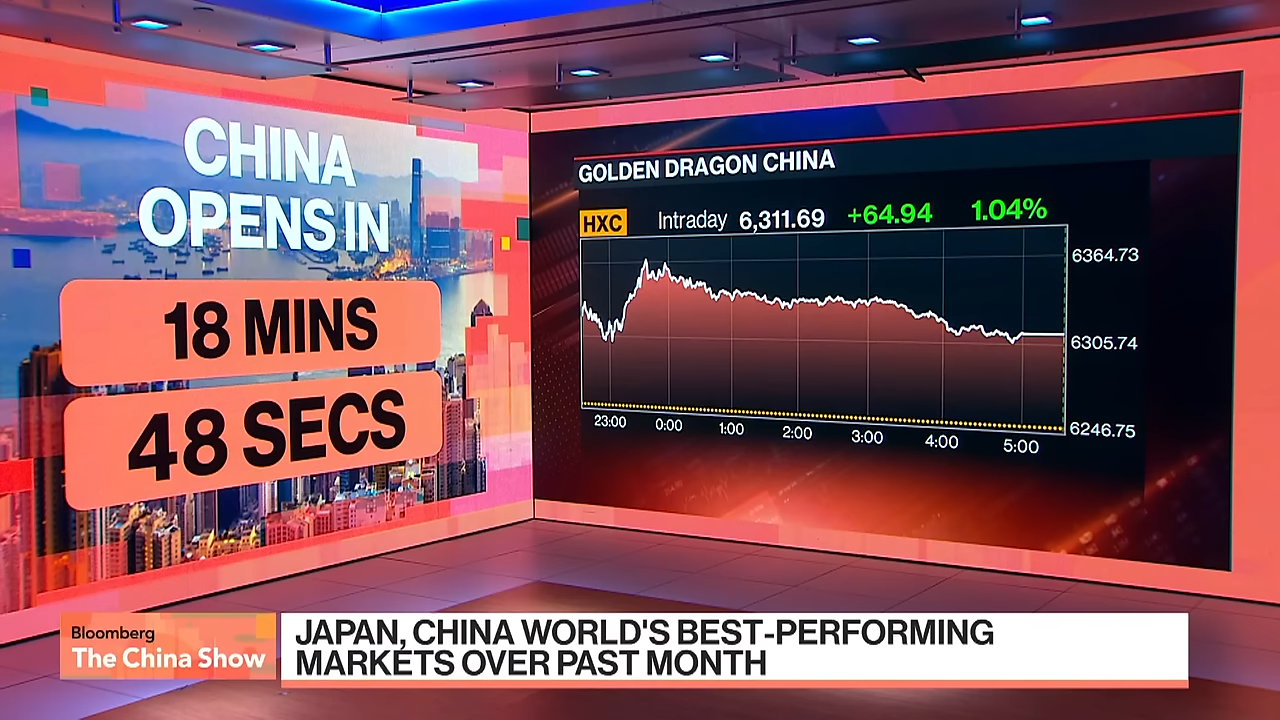 CHINA
OPENS IN
18 MINS
48 SECS
GOLDEN DRAGON CHINA
HXC Intraday 6,311.69 +64.94 1.04%
6364.73
6305.74
6246.75
23:00 0:00 1:00 2:00 3:00 4:00 5:00
Bloomberg
The China Show
JAPAN, CHINA WORLD'S BEST-PERFORMING
MARKETS OVER PAST MONTH